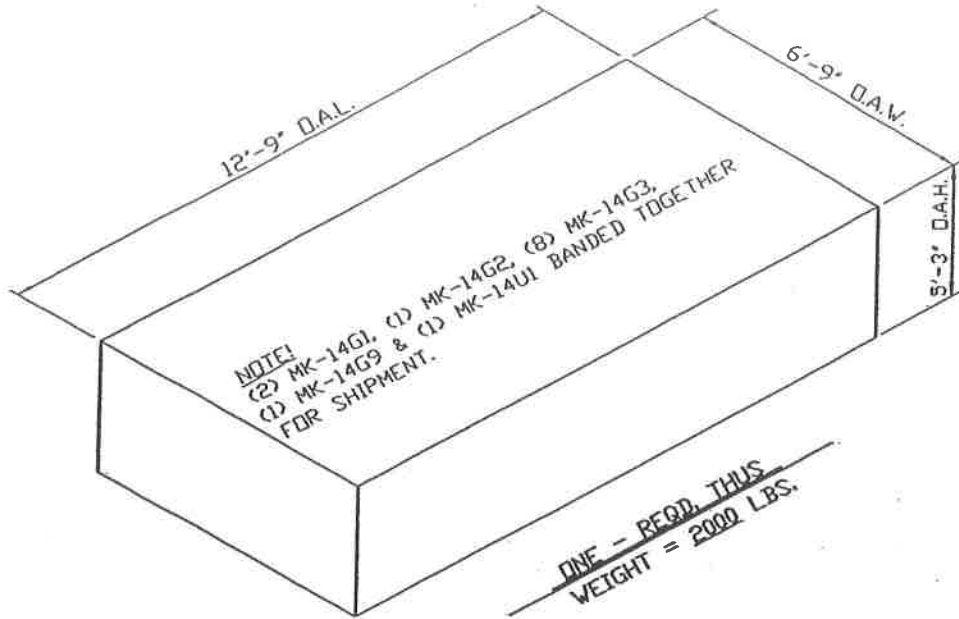 12'-9" O.A.L.
6'-9" O.A.W.
5'-3" O.A.H.
NOTE!
(2) MK-14G1, (1) MK-14G2, (8) MK-14G3,
(1) MK-14G9 & (1) MK-14U1 BANDED TOGETHER
FOR SHIPMENT.
ONE - REQD. THUS
WEIGHT = 2000 LBS.